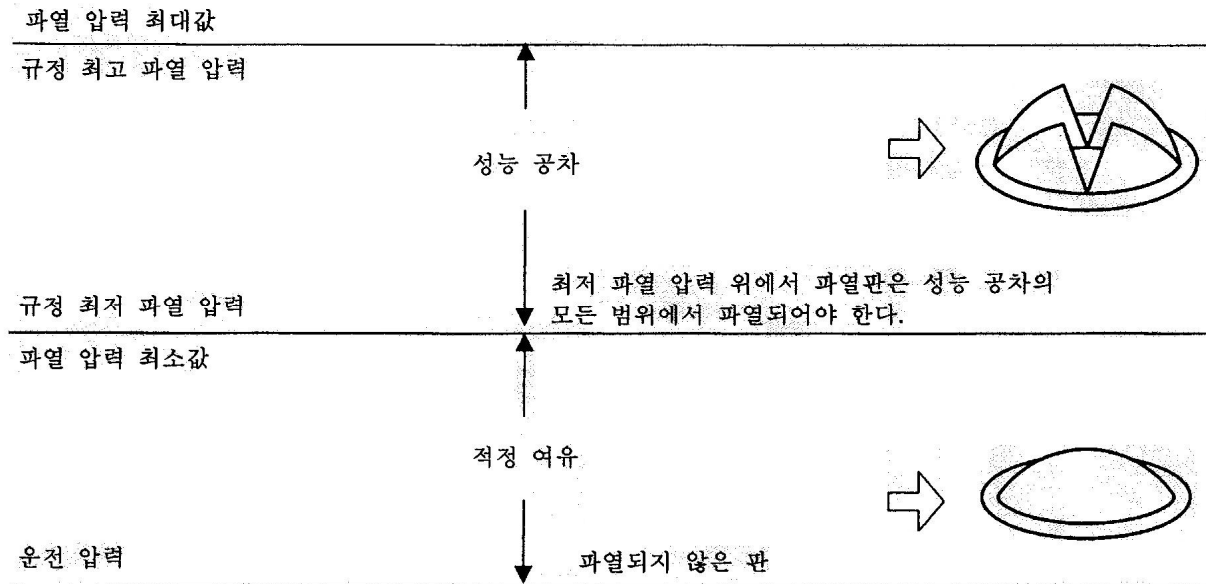 파열 압력 최대값
규정 최고 파열 압력
성능 공차
최저 파열 압력 위에서 파열판은 성능 공차의
규정 최저 파열 압력
모든 범위에서 파열되어야 한다.
파열 압력 최소값
적정 여유
운전 압력
파열되지 않은 판